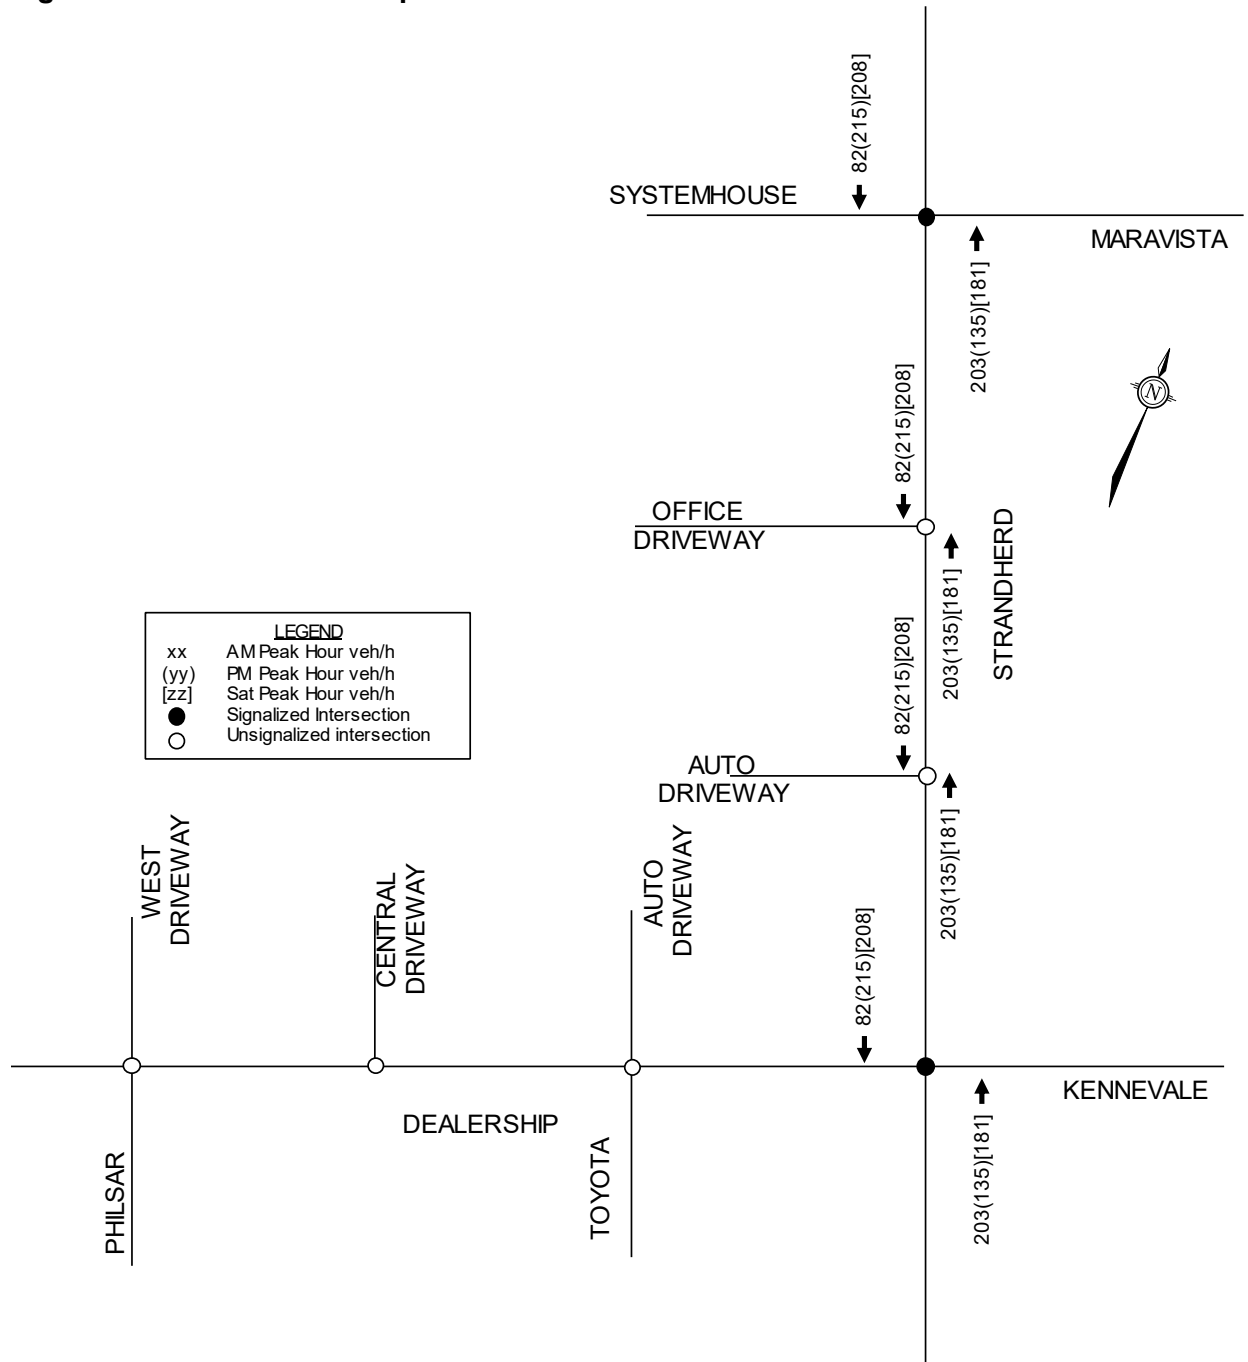 82(215)[208]
SYSTEMHOUSE
MARAVISTA
203(135)[181]
82(215)[208]
N
OFFICE
DRIVEWAY
203(135)[181]
STRANDHERD
LEGEND
xx AM Peak Hour veh/h
(yy) PM Peak Hour veh/h
[zz] Sat Peak Hour veh/h
Signalized Intersection
Unsignalized intersection
82(215)[208]
AUTO
DRIVEWAY
203(135)[181]
WEST
DRIVEWAY
CENTRAL
DRIVEWAY
AUTO
DRIVEWAY
82(215)[208]
KENNEVALE
DEALERSHIP
PHILSAR
TOYOTA
203(135)[181]